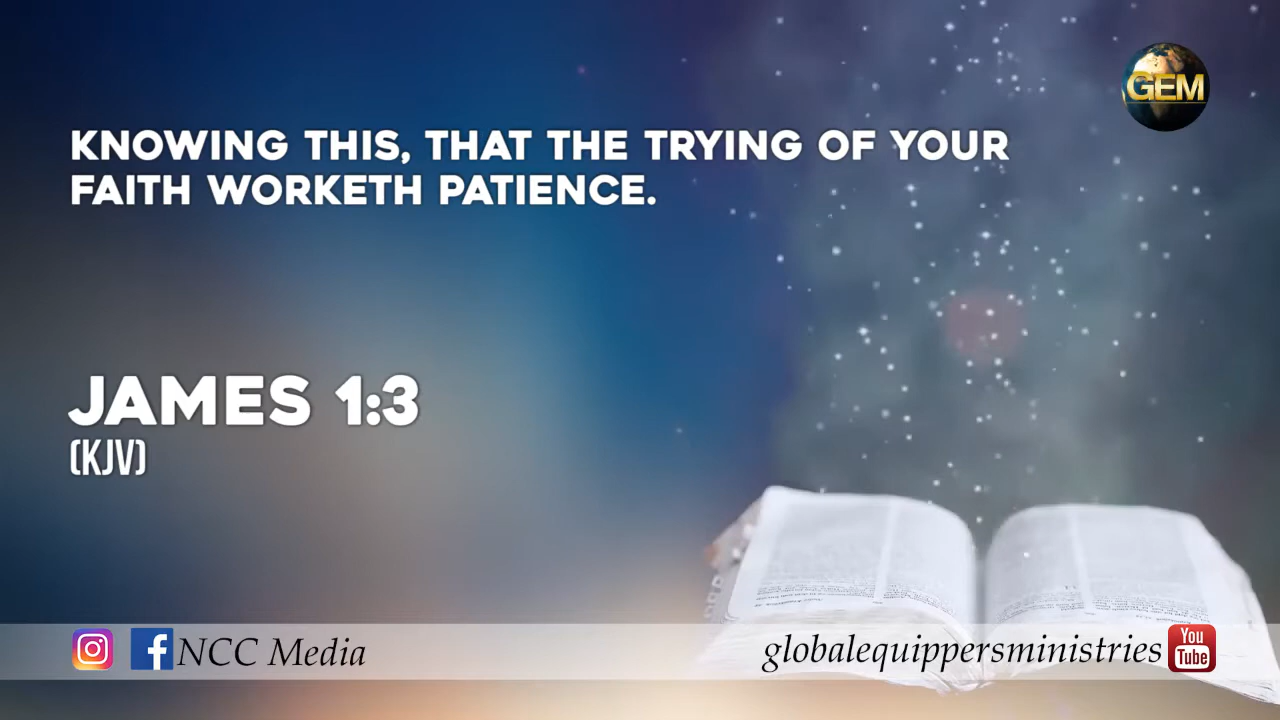 GEM
KNOWING THIS, THAT THE TRYING OF YOUR
FAITH WORKETH PATIENCE.
JAMES 1:3
(KJV)
NCC Media
globalequippersministries
You
Tube